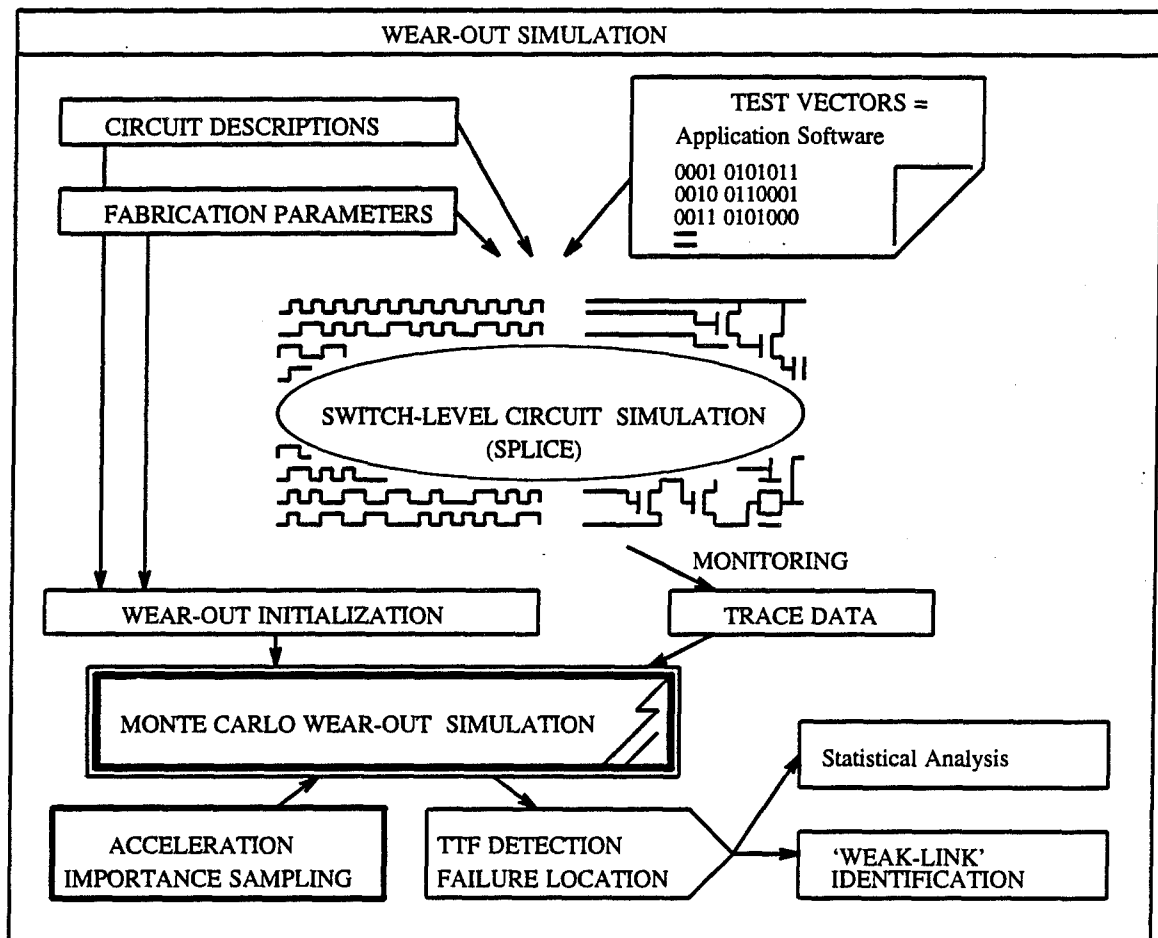 WEAR-OUT SIMULATION
CIRCUIT DESCRIPTIONS
FABRICATION PARAMETERS
TEST VECTORS =
Application Software
0001 0101011
0010 0110001
0011 0101000
SWITCH-LEVEL CIRCUIT SIMULATION
(SPLICE)
MONITORING
WEAR-OUT INITIALIZATION
TRACE DATA
MONTE CARLO WEAR-OUT SIMULATION
ACCELERATION
IMPORTANCE SAMPLING
TTF DETECTION
FAILURE LOCATION
Statistical Analysis
'WEAK-LINK'
IDENTIFICATION